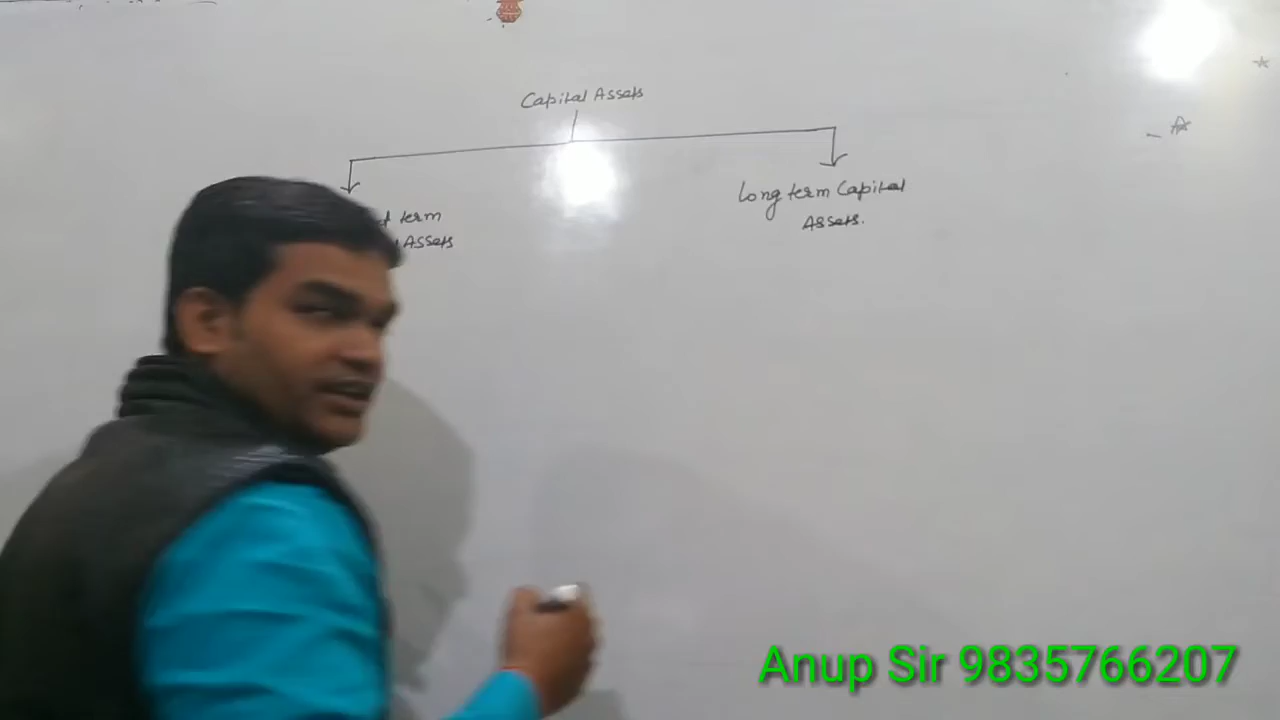 Capital Assets
term
Assets
Long term Capital
Assets.
Anup Sir 9835766207